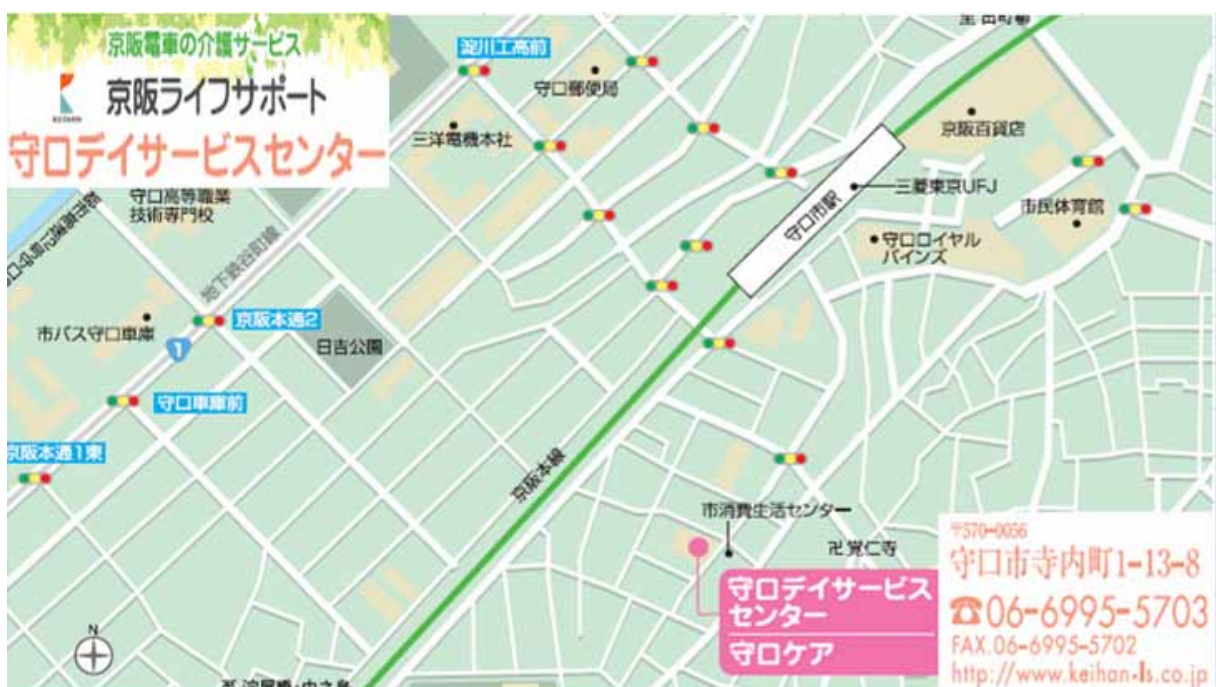 京阪電車の介護サービス
KEIHAN
京阪ライフサポート
守口デイサービスセンター
淀川工高前
守口郵便局
三洋電機本社
京阪百貨店
三菱東京UFJ
守口市駅
市民体育館
守口ロイヤル
パインズ
守口高等職業
技術専門校
地下鉄谷町線
市バス守口車庫
京阪本通2
1
日吉公園
守口車庫前
京阪本通1東
京阪本線
市消費生活センター
卍覚仁寺
守口デイサービス
センター
守口ケア
N
〒570-0056
守口市寺内町1-13-8
☎06-6995-5703
FAX.06-6995-5702
http://www.keihan-ls.co.jp